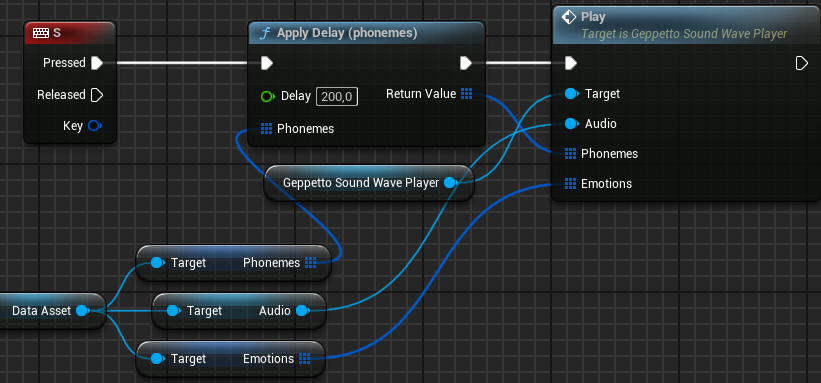 S
Pressed
Released
Key
Apply Delay (phonemes)
Delay 200,0
Return Value
Phonemes
Play
Target is Geppetto Sound Wave Player
Target
Audio
Phonemes
Emotions
Geppetto Sound Wave Player
Target Phonemes
Data Asset
Target Audio
Target Emotions